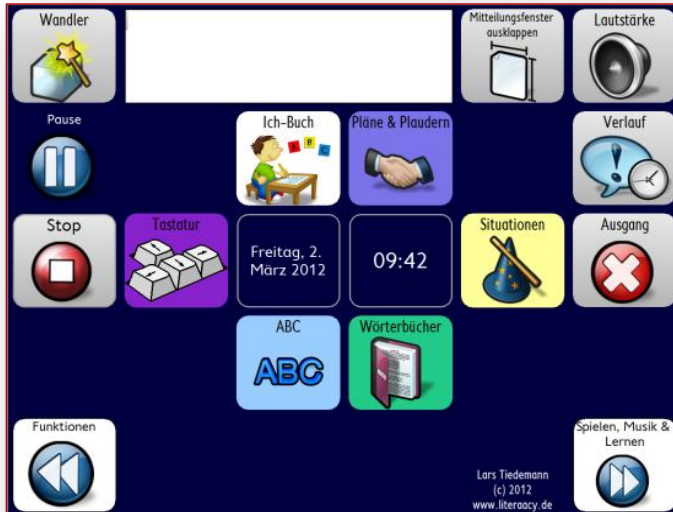 Wandler
Mitteilungsfenster
ausklappen
Lautstärke
Pause
Ich-Buch
A B C
Pläne & Plaudern
Verlauf
Stop
Tastatur
Freitag, 2.
März 2012
09:42
Situationen
Ausgang
ABC
ABC
Wörterbücher
Funktionen
Spielen, Musik &
Lernen
Lars Tiedemann
(c) 2012
www.literaacy.de